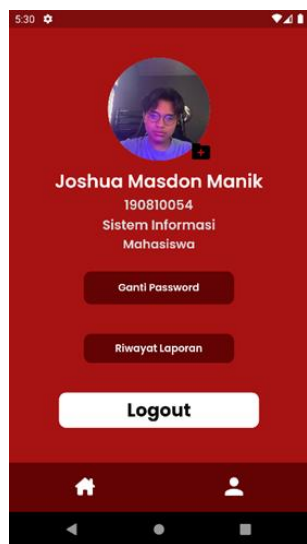 5:30
Joshua Masdon Manik
190810054
Sistem Informasi
Mahasiswa
Ganti Password
Riwayat Laporan
Logout